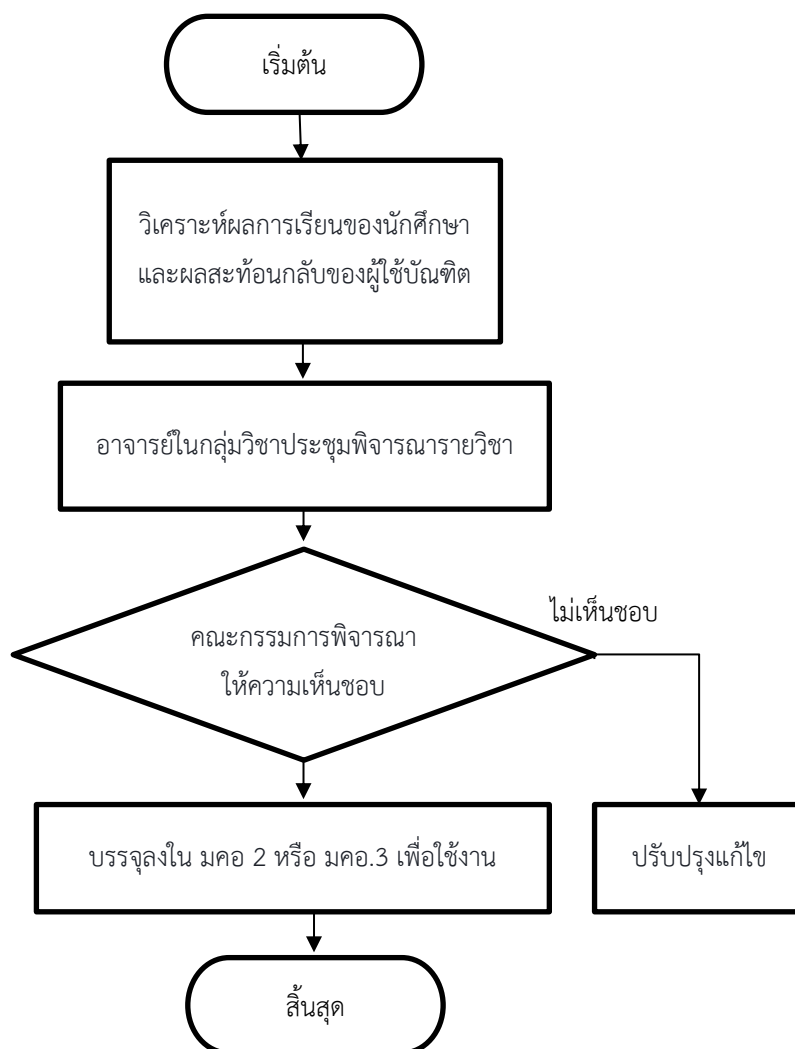 เริ่มต้น
วิเคราะห์ผลการเรียนของนักศึกษา
และผลสะท้อนกลับของผู้ใช้บัณฑิต
อาจารย์ในกลุ่มวิชาประชุมพิจารณารายวิชา
ไม่เห็นชอบ
คณะกรรมการพิจารณา
ให้ความเห็นชอบ
บรรจุลงใน มคอ 2 หรือ มคอ.3 เพื่อใช้งาน
ปรับปรุงแก้ไข
สิ้นสุด